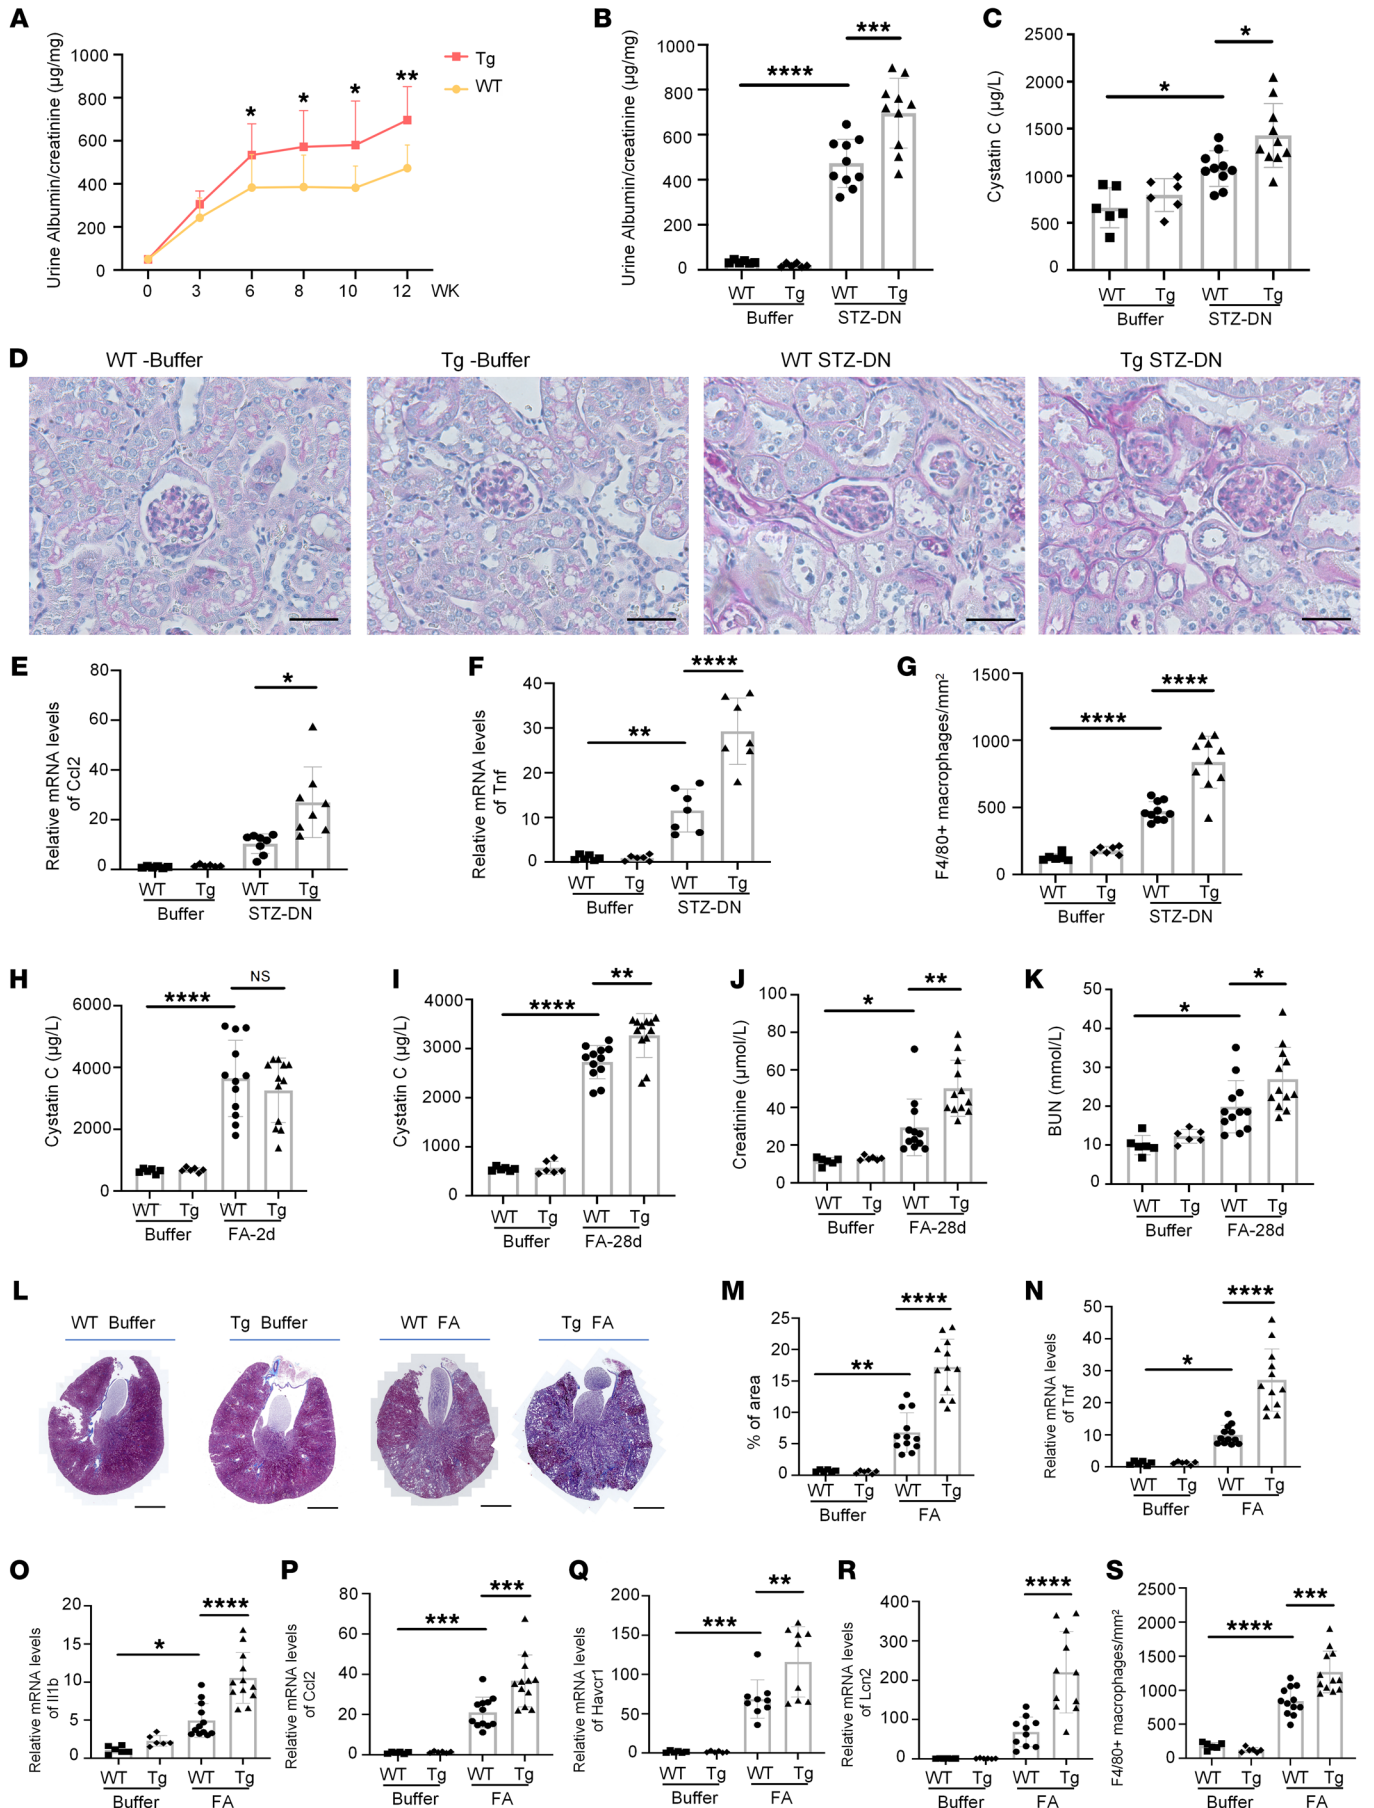 A
Urine Albumin/creatinine (µg/mg)
1000
800
600
400
200
0
0 3 6 8 10 12 WK
* * * **
Tg
WT
B
Urine Albumin/creatinine (µg/mg)
1000
800
600
400
200
0
**** ***
WT Tg WT Tg
Buffer STZ-DN
C
Cystatin C (µg/L)
2500
2000
1500
1000
500
0
* *
WT Tg WT Tg
Buffer STZ-DN
D
WT -Buffer Tg -Buffer WT STZ-DN Tg STZ-DN
E
Relative mRNA levels
of Ccl2
80
60
40
20
0
*
WT Tg WT Tg
Buffer STZ-DN
F
Relative mRNA levels
of Tnf
40
30
20
10
0
** ****
WT Tg WT Tg
Buffer STZ-DN
G
F4/80+ macrophages/mm²
1500
1000
500
0
**** ****
WT Tg WT Tg
Buffer STZ-DN
H
Cystatin C (µg/L)
6000
4000
2000
0
**** NS
WT Tg WT Tg
Buffer FA-2d
I
Cystatin C (µg/L)
4000
3000
2000
1000
0
**** **
WT Tg WT Tg
Buffer FA-28d
J
Creatinine (µmol/L)
100
80
60
40
20
0
* **
WT Tg WT Tg
Buffer FA-28d
K
BUN (mmol/L)
50
40
30
20
10
0
* *
WT Tg WT Tg
Buffer FA-28d
L
WT Buffer Tg Buffer WT FA Tg FA
M
% of area
25
20
15
10
5
0
** ****
WT Tg WT Tg
Buffer FA
N
Relative mRNA levels
of Tnf
50
40
30
20
10
0
* ****
WT Tg WT Tg
Buffer FA
O
Relative mRNA levels
of Il1b
20
15
10
5
0
* ****
WT Tg WT Tg
Buffer FA
P
Relative mRNA levels
of Ccl2
80
60
40
20
0
*** ***
WT Tg WT Tg
Buffer FA
Q
Relative mRNA levels
of Havcr1
200
150
100
50
0
*** **
WT Tg WT Tg
Buffer FA
R
Relative mRNA levels
of Lcn2
400
300
200
100
0
****
WT Tg WT Tg
Buffer FA
S
F4/80+ macrophages/mm²
2500
2000
1500
1000
500
0
**** ***
WT Tg WT Tg
Buffer FA